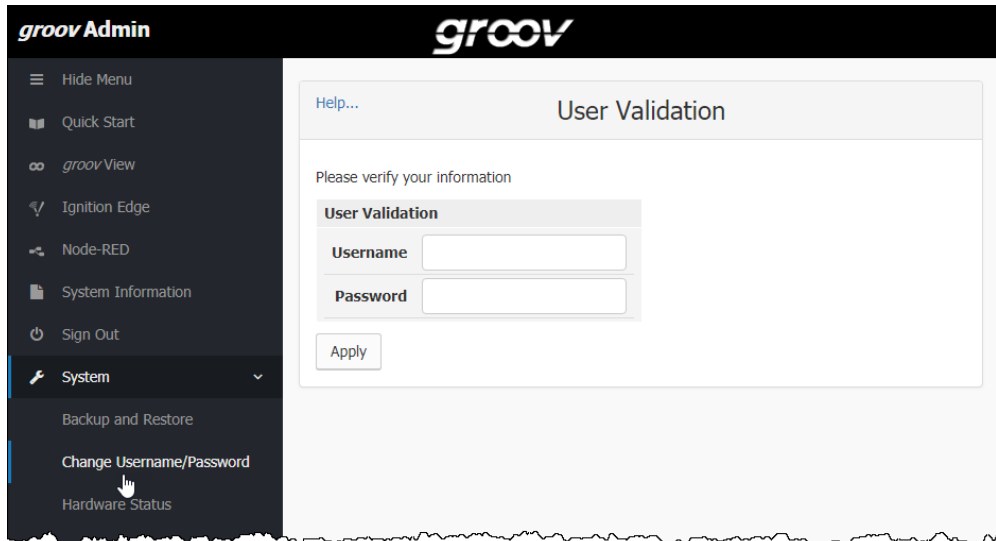 groov Admin
groov
Hide Menu
Quick Start
groov View
Ignition Edge
Node-RED
System Information
Sign Out
System
Backup and Restore
Change Username/Password
Hardware Status
Help...
User Validation
Please verify your information
User Validation
Username
Password
Apply